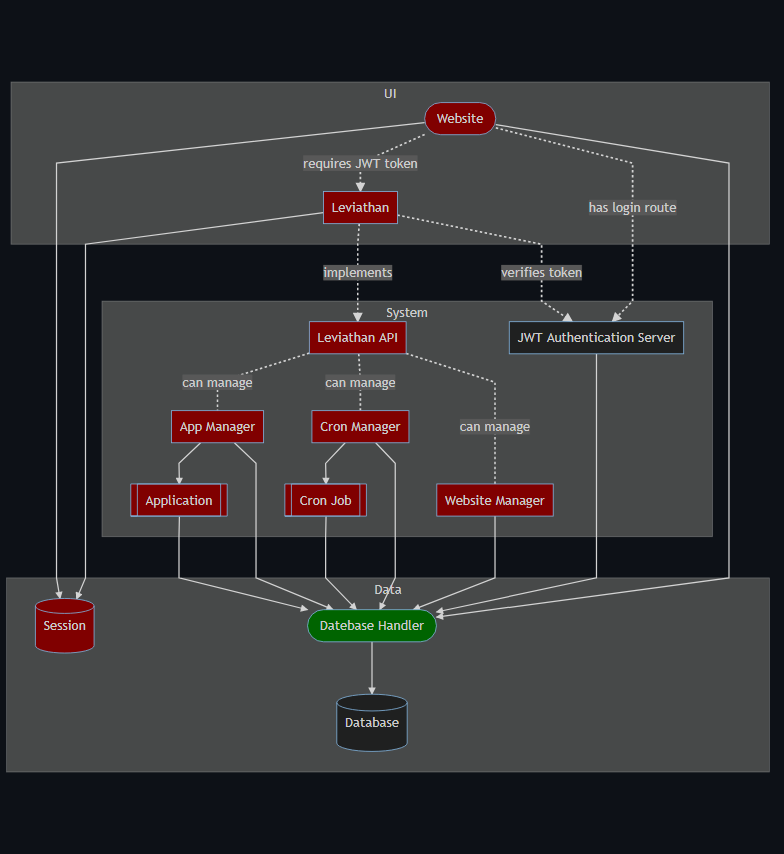 UI
Website
requires JWT token
Leviathan
has login route
implements
verifies token
System
Leviathan API
JWT Authentication Server
can manage
can manage
App Manager
Cron Manager
can manage
Application
Cron Job
Website Manager
Data
Session
Datebase Handler
Database